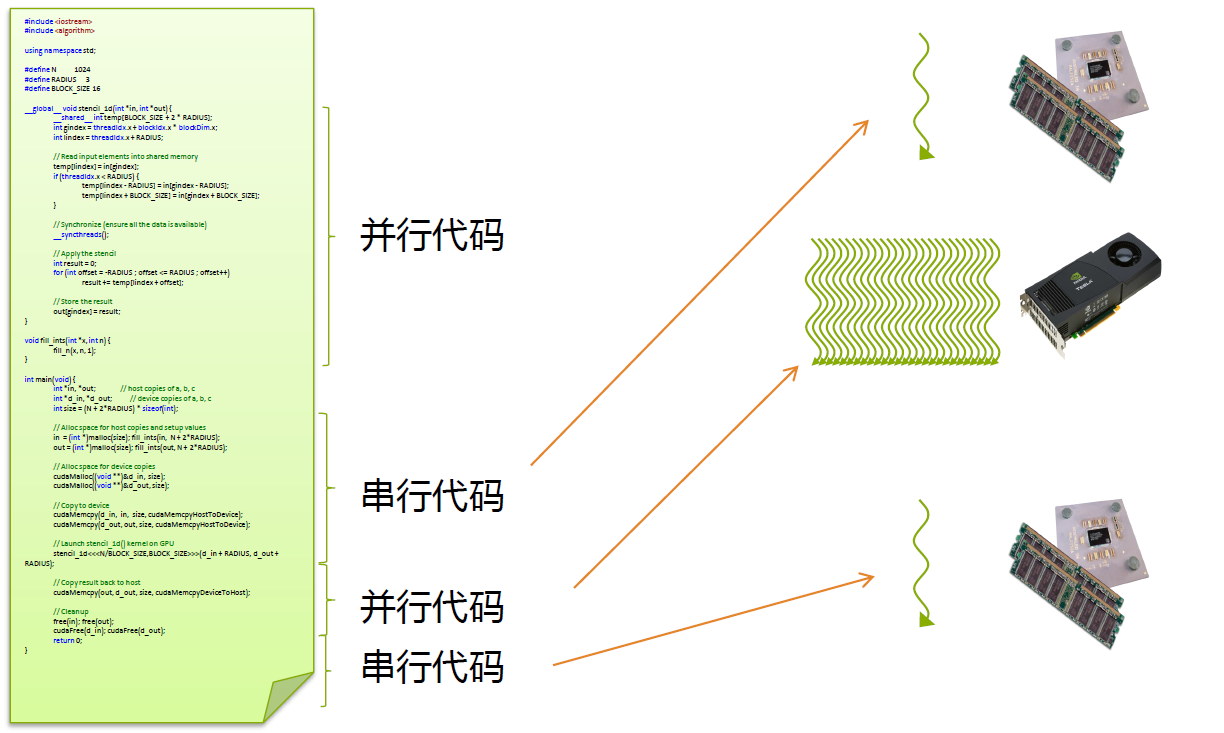 #include <iostream>
#include <algorithm>
using namespace std;
#define N 1024
#define RADIUS 3
#define BLOCK_SIZE 16
__global__ void stencil_1d(int *in, int *out) {
__shared__ int temp[BLOCK_SIZE + 2 * RADIUS];
int gindex = threadIdx.x + blockIdx.x * blockDim.x;
int lindex = threadIdx.x + RADIUS;
// Read input elements into shared memory
temp[lindex] = in[gindex];
if (threadIdx.x < RADIUS) {
temp[lindex - RADIUS] = in[gindex - RADIUS];
temp[lindex + BLOCK_SIZE] = in[gindex + BLOCK_SIZE];
}
// Synchronize (ensure all the data is available)
__syncthreads();
// Apply the stencil
int result = 0;
for (int offset = -RADIUS ; offset <= RADIUS ; offset++)
result += temp[lindex + offset];
// Store the result
out[gindex] = result;
}
void fill_ints(int *x, int n) {
fill_n(x, n, 1);
}
int main(void) {
int *in, *out; // host copies of a, b, c
int *d_in, *d_out; // device copies of a, b, c
int size = (N + 2*RADIUS) * sizeof(int);
// Alloc space for host copies and setup values
in = (int *)malloc(size); fill_ints(in, N + 2*RADIUS);
out = (int *)malloc(size); fill_ints(out, N + 2*RADIUS);
// Alloc space for device copies
cudaMalloc((void **)&d_in, size);
cudaMalloc((void **)&d_out, size);
// Copy to device
cudaMemcpy(d_in, in, size, cudaMemcpyHostToDevice);
cudaMemcpy(d_out, out, size, cudaMemcpyHostToDevice);
// Launch stencil_1d() kernel on GPU
stencil_1d<<<N/BLOCK_SIZE,BLOCK_SIZE>>>(d_in + RADIUS, d_out +
RADIUS);
// Copy result back to host
cudaMemcpy(out, d_out, size, cudaMemcpyDeviceToHost);
// Cleanup
free(in); free(out);
cudaFree(d_in); cudaFree(d_out);
return 0;
}
并行代码
串行代码
并行代码
串行代码
TESLA